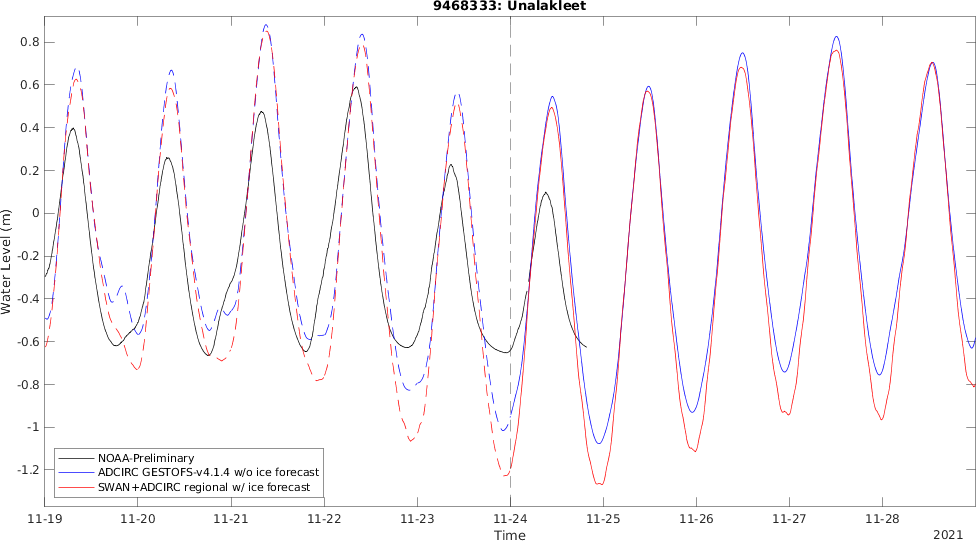 9468333: Unalakleet
0.8
0.6
0.4
0.2
0
-0.2
-0.4
-0.6
-0.8
-1
-1.2
Water Level (m)
NOAA-Preliminary
ADCIRC GESTOFS-v4.1.4 w/o ice forecast
SWAN+ADCIRC regional w/ ice forecast
11-19 11-20 11-21 11-22 11-23 11-24 11-25 11-26 11-27 11-28
Time
2021